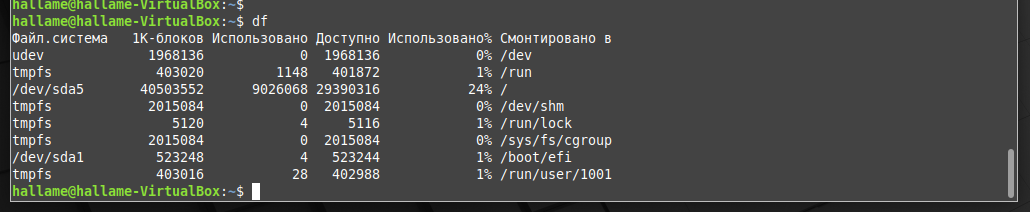 hallame@hallame-VirtualBox:~$
hallame@hallame-VirtualBox:~$ df
Файл.система   1K-блоков Использовано Доступно Использовано% Смонтировано в
udev             1968136            0  1968136            0% /dev
tmpfs             403020         1148   401872            1% /run
/dev/sda5       40503552      9026068 29390316           24% /
tmpfs            2015084            0  2015084            0% /dev/shm
tmpfs               5120            4     5116            1% /run/lock
tmpfs            2015084            0  2015084            0% /sys/fs/cgroup
/dev/sda1         523248            4   523244            1% /boot/efi
tmpfs             403016           28   402988            1% /run/user/1001
hallame@hallame-VirtualBox:~$